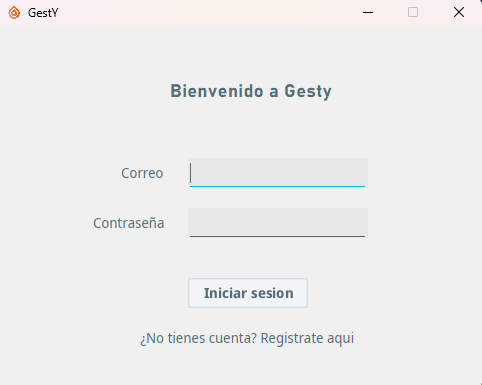 GestY
Bienvenido a Gesty
Correo
Contraseña
Iniciar sesion
¿No tienes cuenta? Registrate aqui